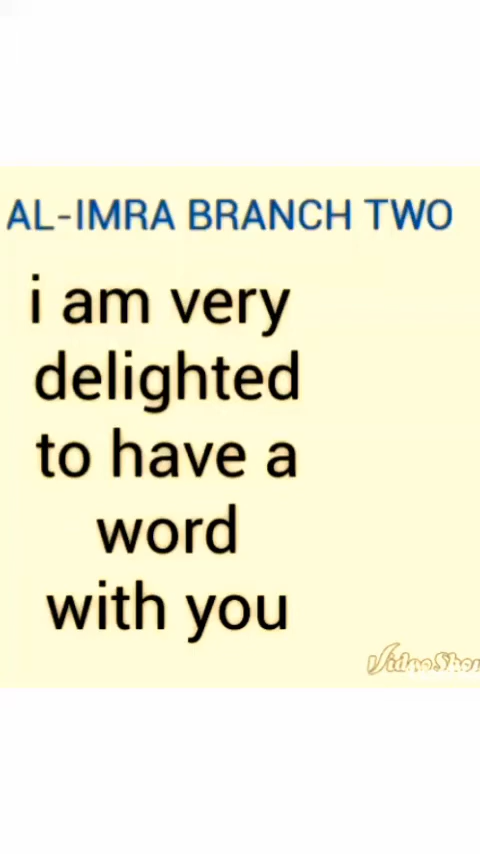 AL-IMRA BRANCH TWO
i am very
delighted
to have a
word
with you